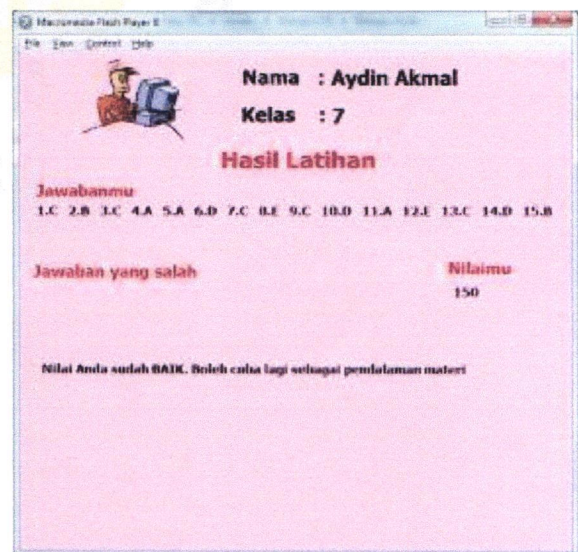 Macromedia Flash Player 8
File View Control Help
Nama : Aydin Akmal
Kelas : 7
Hasil Latihan
Jawabanmu
1.C 2.B 3.C 4.A 5.A 6.D 7.C 8.E 9.C 10.D 11.A 12.E 13.C 14.D 15.B
Jawaban yang salah
Nilaimu
150
Nilai Anda sudah BAIK. Boleh coba lagi sebagai pendalaman materi